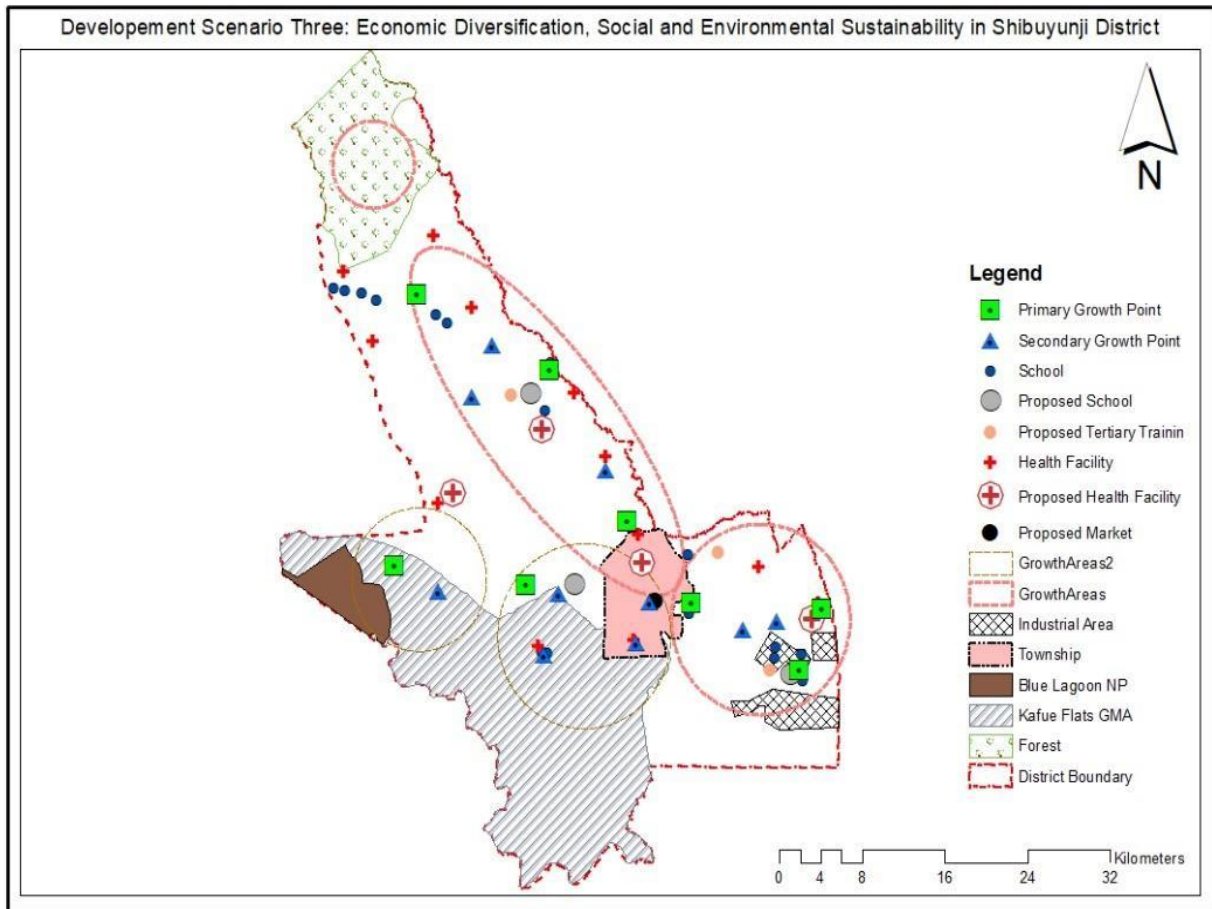 Developement Scenario Three: Economic Diversification, Social and Environmental Sustainability in Shibuyunji District
N
Legend
Primary Growth Point
Secondary Growth Point
School
Proposed School
Proposed Tertiary Trainin
Health Facility
Proposed Health Facility
Proposed Market
GrowthAreas2
GrowthAreas
Industrial Area
Township
Blue Lagoon NP
Kafue Flats GMA
Forest
District Boundary
Kilometers
0 4 8 16 24 32